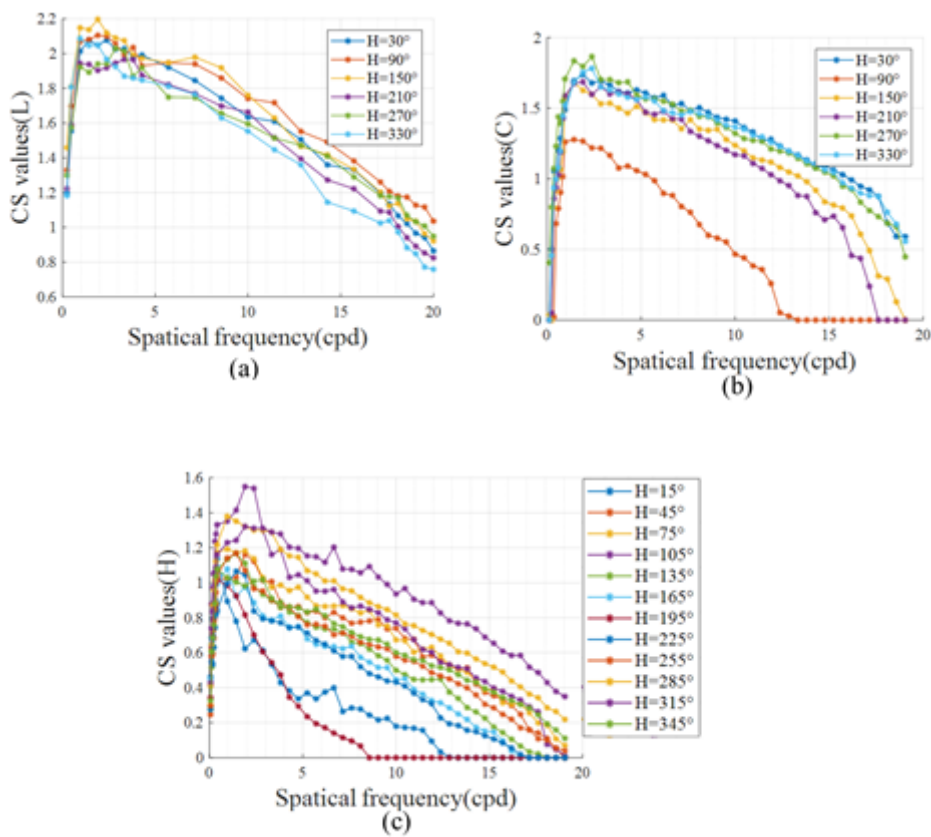 2.2
2
1.8
1.6
1.4
1.2
1
0.8
0.6
CS values(L)
H=30°
H=90°
H=150°
H=210°
H=270°
H=330°
0 5 10 15 20
Spatical frequency(cpd)
(a)
2
1.5
1
0.5
0
CS values(C)
H=30°
H=90°
H=150°
H=210°
H=270°
H=330°
0 5 10 15 20
Spatical frequency(cpd)
(b)
1.6
1.4
1.2
1
0.8
0.6
0.4
0.2
0
CS values(H)
H=15°
H=45°
H=75°
H=105°
H=135°
H=165°
H=195°
H=225°
H=255°
H=285°
H=315°
H=345°
0 5 10 15 20
Spatical frequency(cpd)
(c)